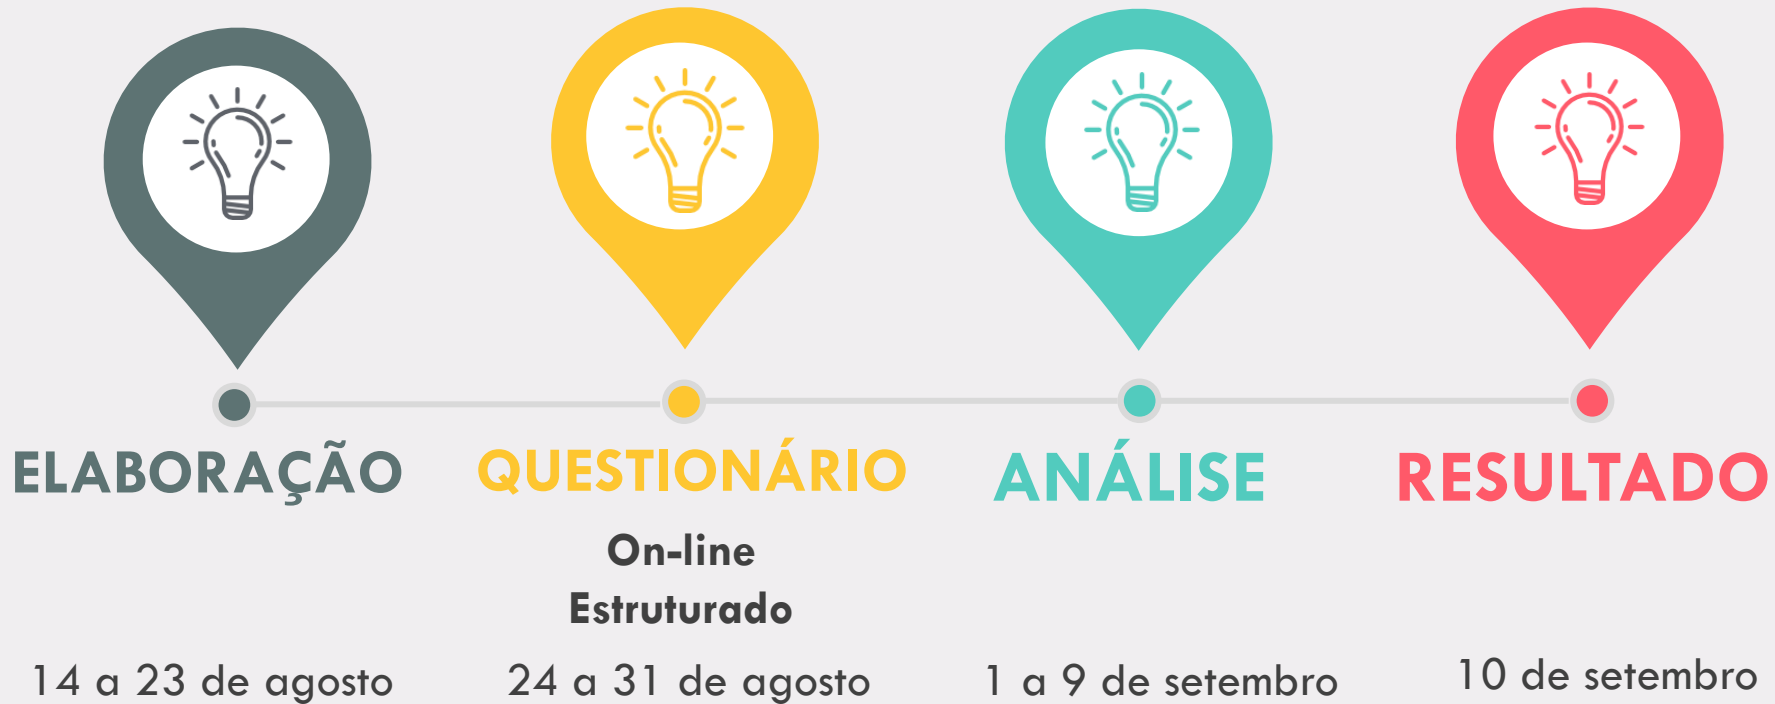 ELABORAÇÃO
14 a 23 de agosto
QUESTIONÁRIO
On-line
Estruturado
24 a 31 de agosto
ANÁLISE
1 a 9 de setembro
RESULTADO
10 de setembro